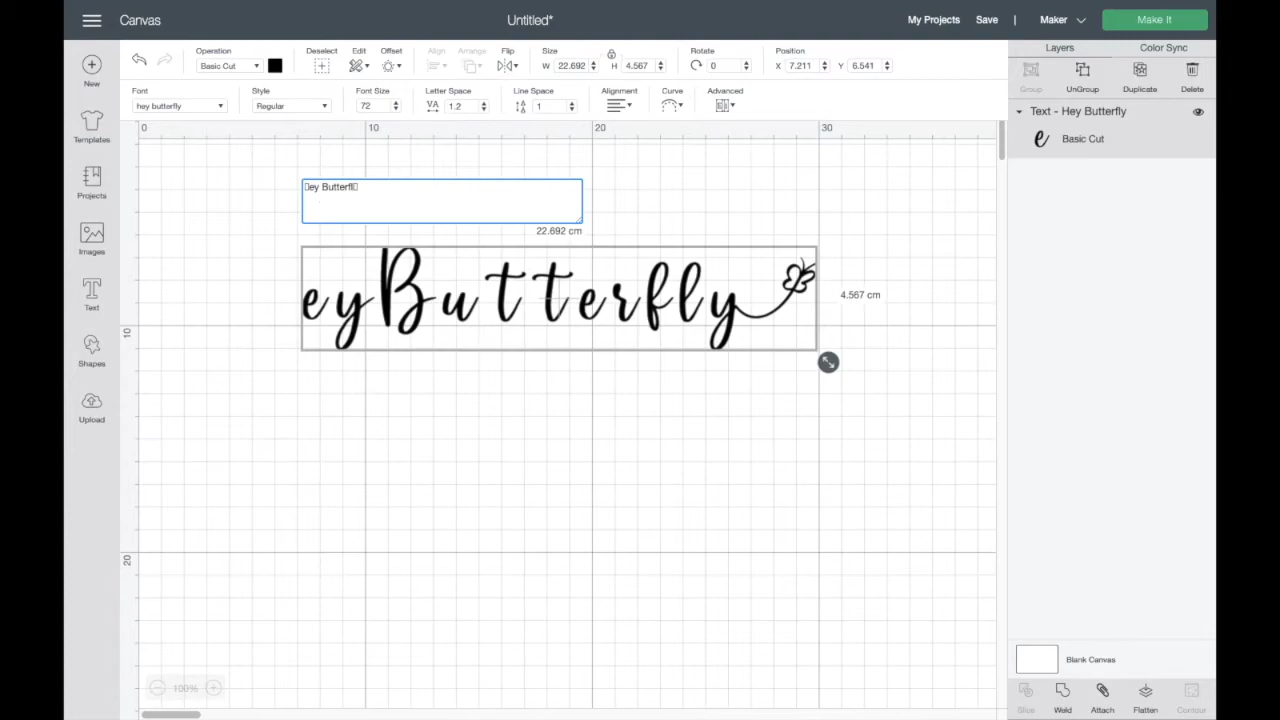 Canvas
Untitled*
My Projects
Save
|
Maker
Make It
Operation
Basic Cut
Deselect
Edit
Offset
Align
Arrange
Flip
Size
W 22.692
H 4.567
Rotate
0
Position
X 7.211
Y 6.541
Font
hey butterfly
Style
Regular
Font Size
72
Letter Space
VA 1.2
Line Space
1
Alignment
Curve
Advanced
New
Templates
Projects
Images
Text
Shapes
Upload
0 10 20 30
10
20
▯ey Butterfl▯
22.692 cm
eyButterfly
4.567 cm
100%
Layers
Color Sync
Group
UnGroup
Duplicate
Delete
Text - Hey Butterfly
e Basic Cut
Blank Canvas
Slice
Weld
Attach
Flatten
Contour